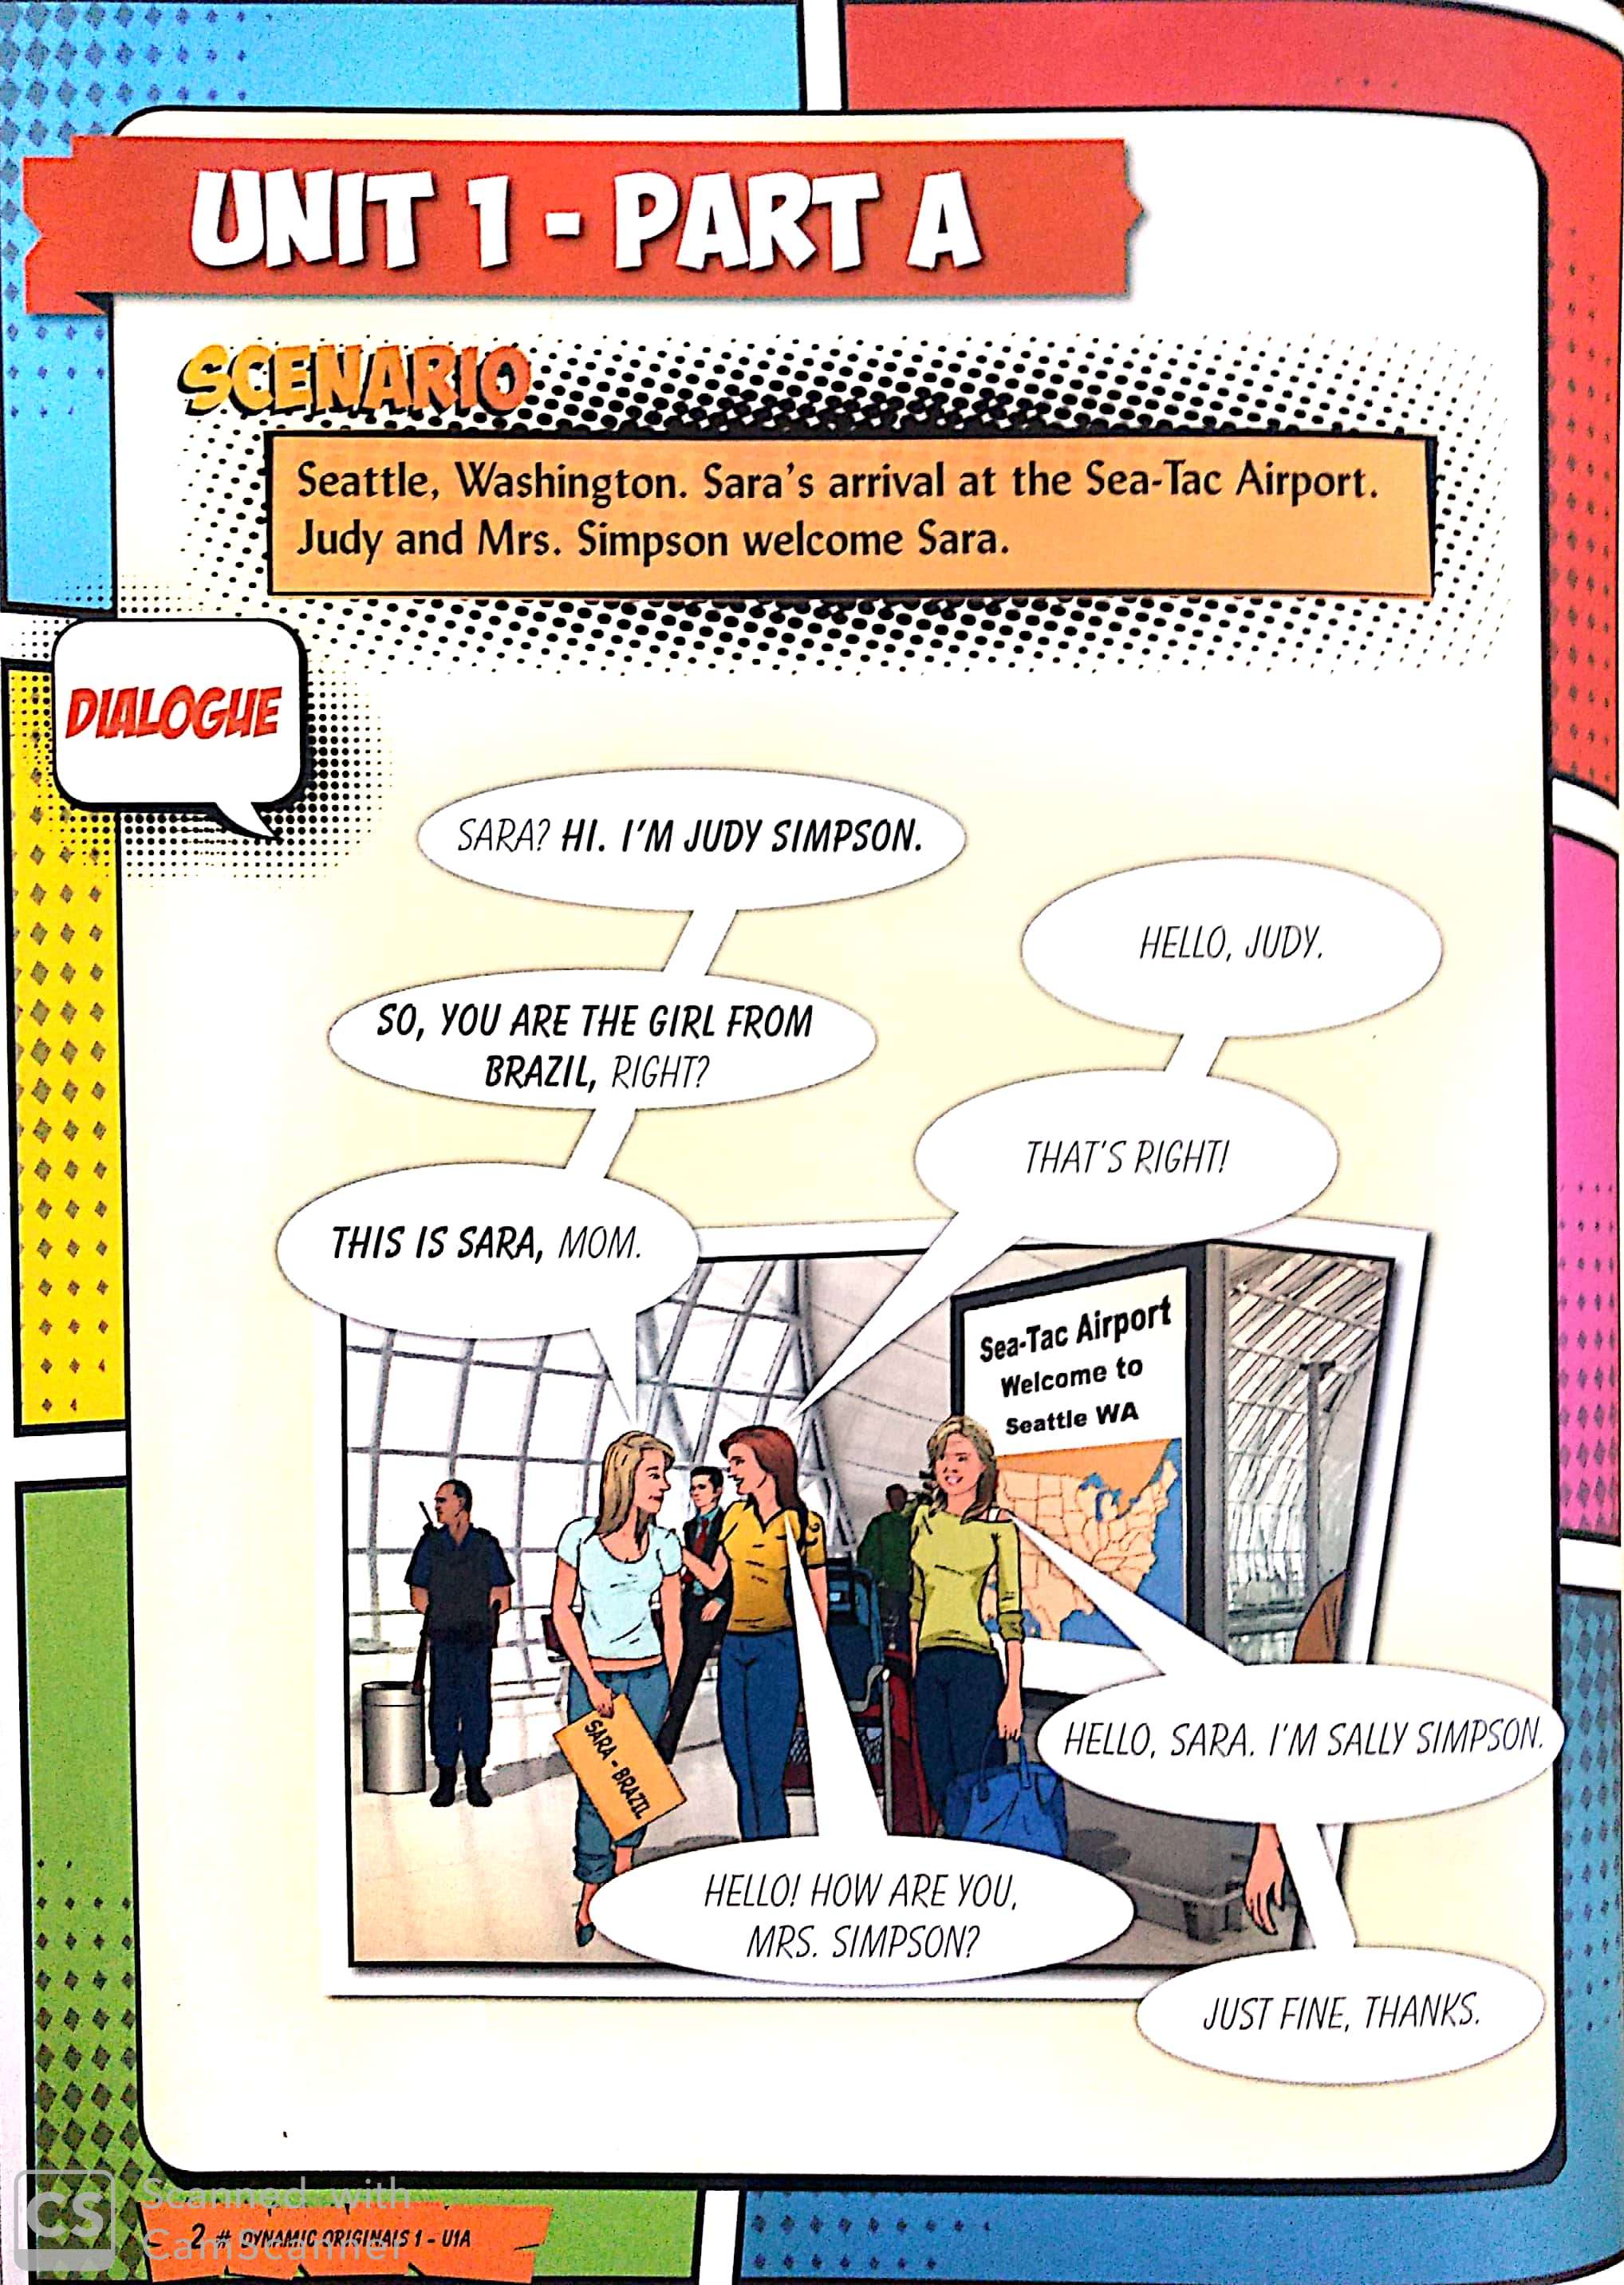 UNIT 1 - PART A
SCENARIO
Seattle, Washington. Sara's arrival at the Sea-Tac Airport.
Judy and Mrs. Simpson welcome Sara.
DIALOGUE
SARA? HI. I'M JUDY SIMPSON.
HELLO, JUDY.
SO, YOU ARE THE GIRL FROM
BRAZIL, RIGHT?
THAT'S RIGHT!
THIS IS SARA, MOM.
Sea-Tac Airport
Welcome to
Seattle WA
SARA - BRAZIL
HELLO, SARA. I'M SALLY SIMPSON.
HELLO! HOW ARE YOU,
MRS. SIMPSON?
JUST FINE, THANKS.
2 # DYNAMIC ORIGINALS 1 - U1A
CS
Scanned with
CamScanner